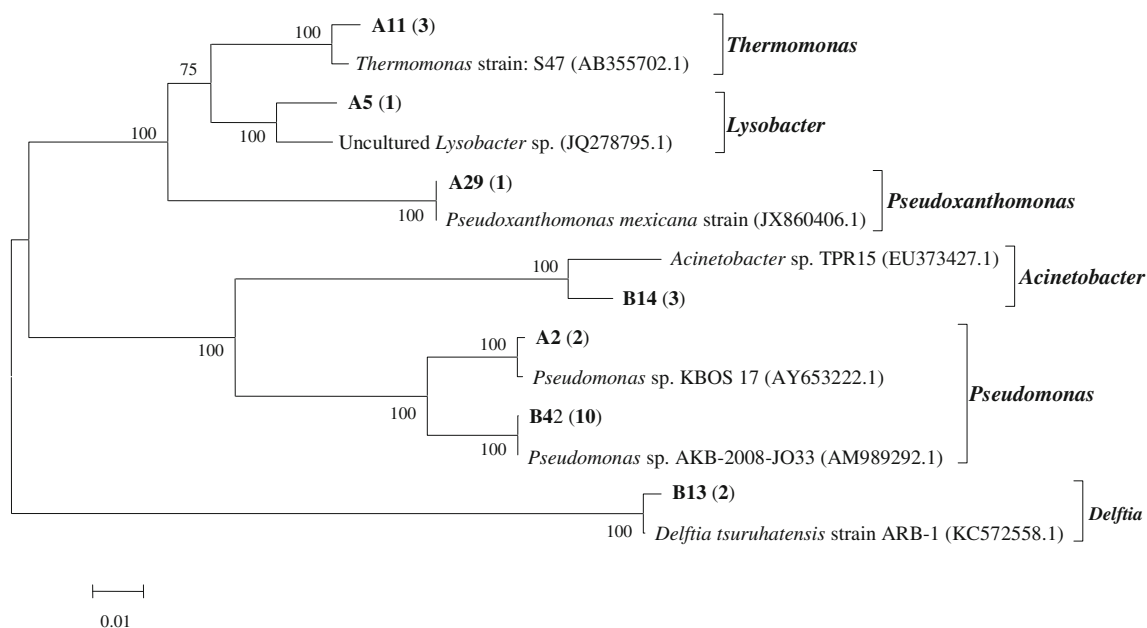 100
A11 (3)
Thermomonas strain: S47 (AB355702.1)
Thermomonas
75
100
A5 (1)
Uncultured Lysobacter sp. (JQ278795.1)
Lysobacter
100
100
A29 (1)
Pseudoxanthomonas mexicana strain (JX860406.1)
Pseudoxanthomonas
100
Acinetobacter sp. TPR15 (EU373427.1)
B14 (3)
Acinetobacter
100
100
A2 (2)
Pseudomonas sp. KBOS 17 (AY653222.1)
100
B42 (10)
100
Pseudomonas sp. AKB-2008-JO33 (AM989292.1)
Pseudomonas
B13 (2)
100
Delftia tsuruhatensis strain ARB-1 (KC572558.1)
Delftia
0.01